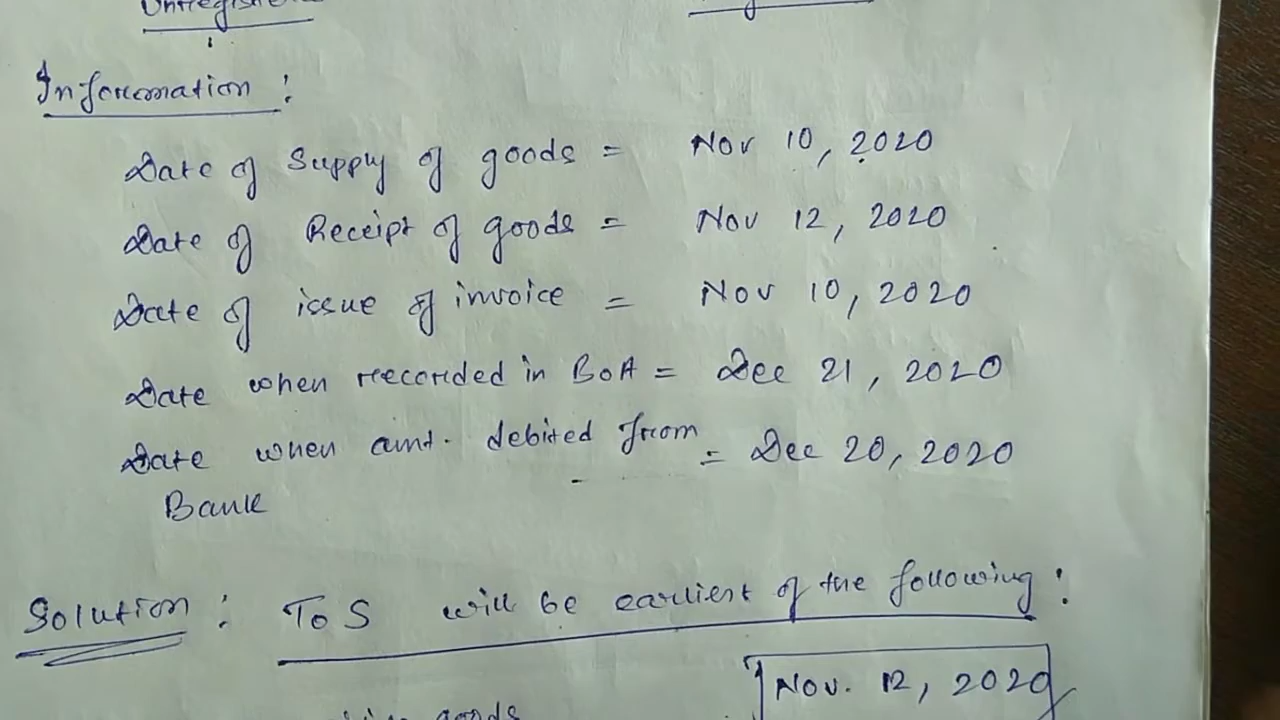 Information :
Date of Supply of goods = Nov 10, 2020
Date of Receipt of goods = Nov 12, 2020
Date of issue of invoice = Nov 10, 2020
Date when recorded in BOA = Dec 21, 2020
Date when amt. debited from = Dec 20, 2020
Bank
Solution : ToS will be earliest of the following :
Nov. 12, 2020
goods